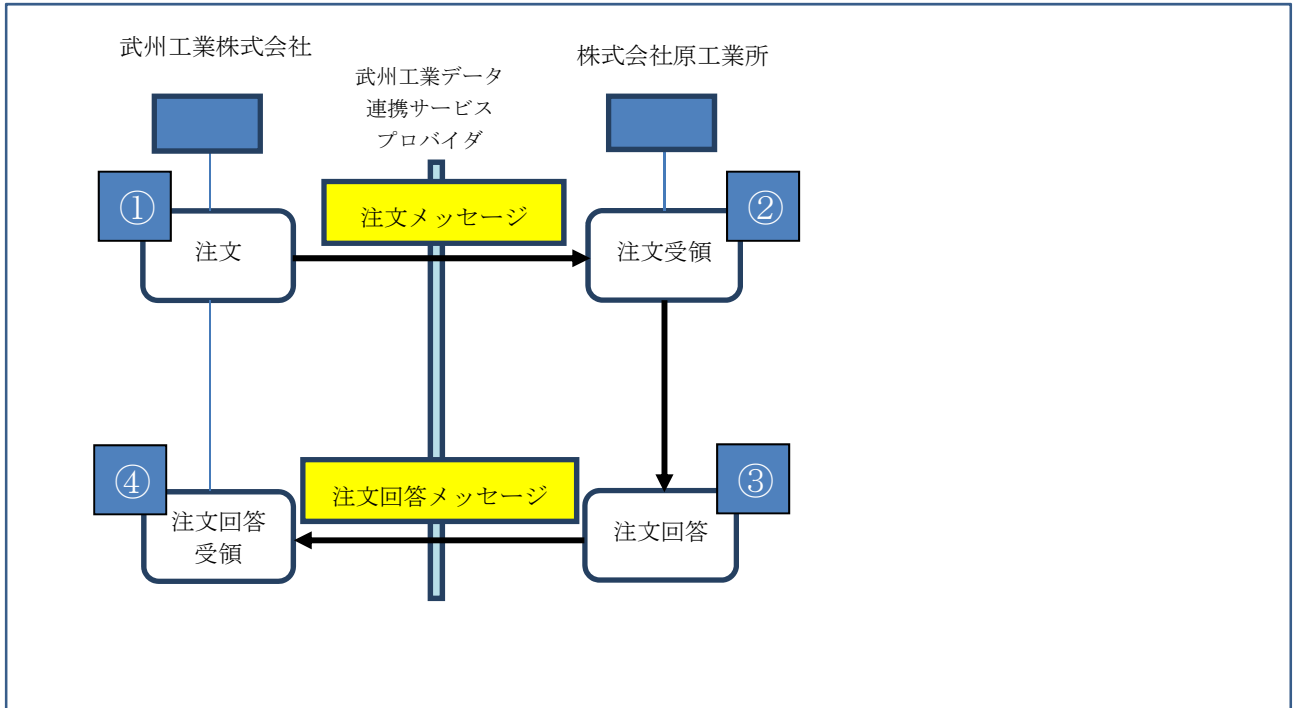 武州工業株式会社
武州工業データ
連携サービス
プロバイダ
株式会社原工業所
①
注文
注文メッセージ
②
注文受領
④
注文回答
受領
注文回答メッセージ
③
注文回答